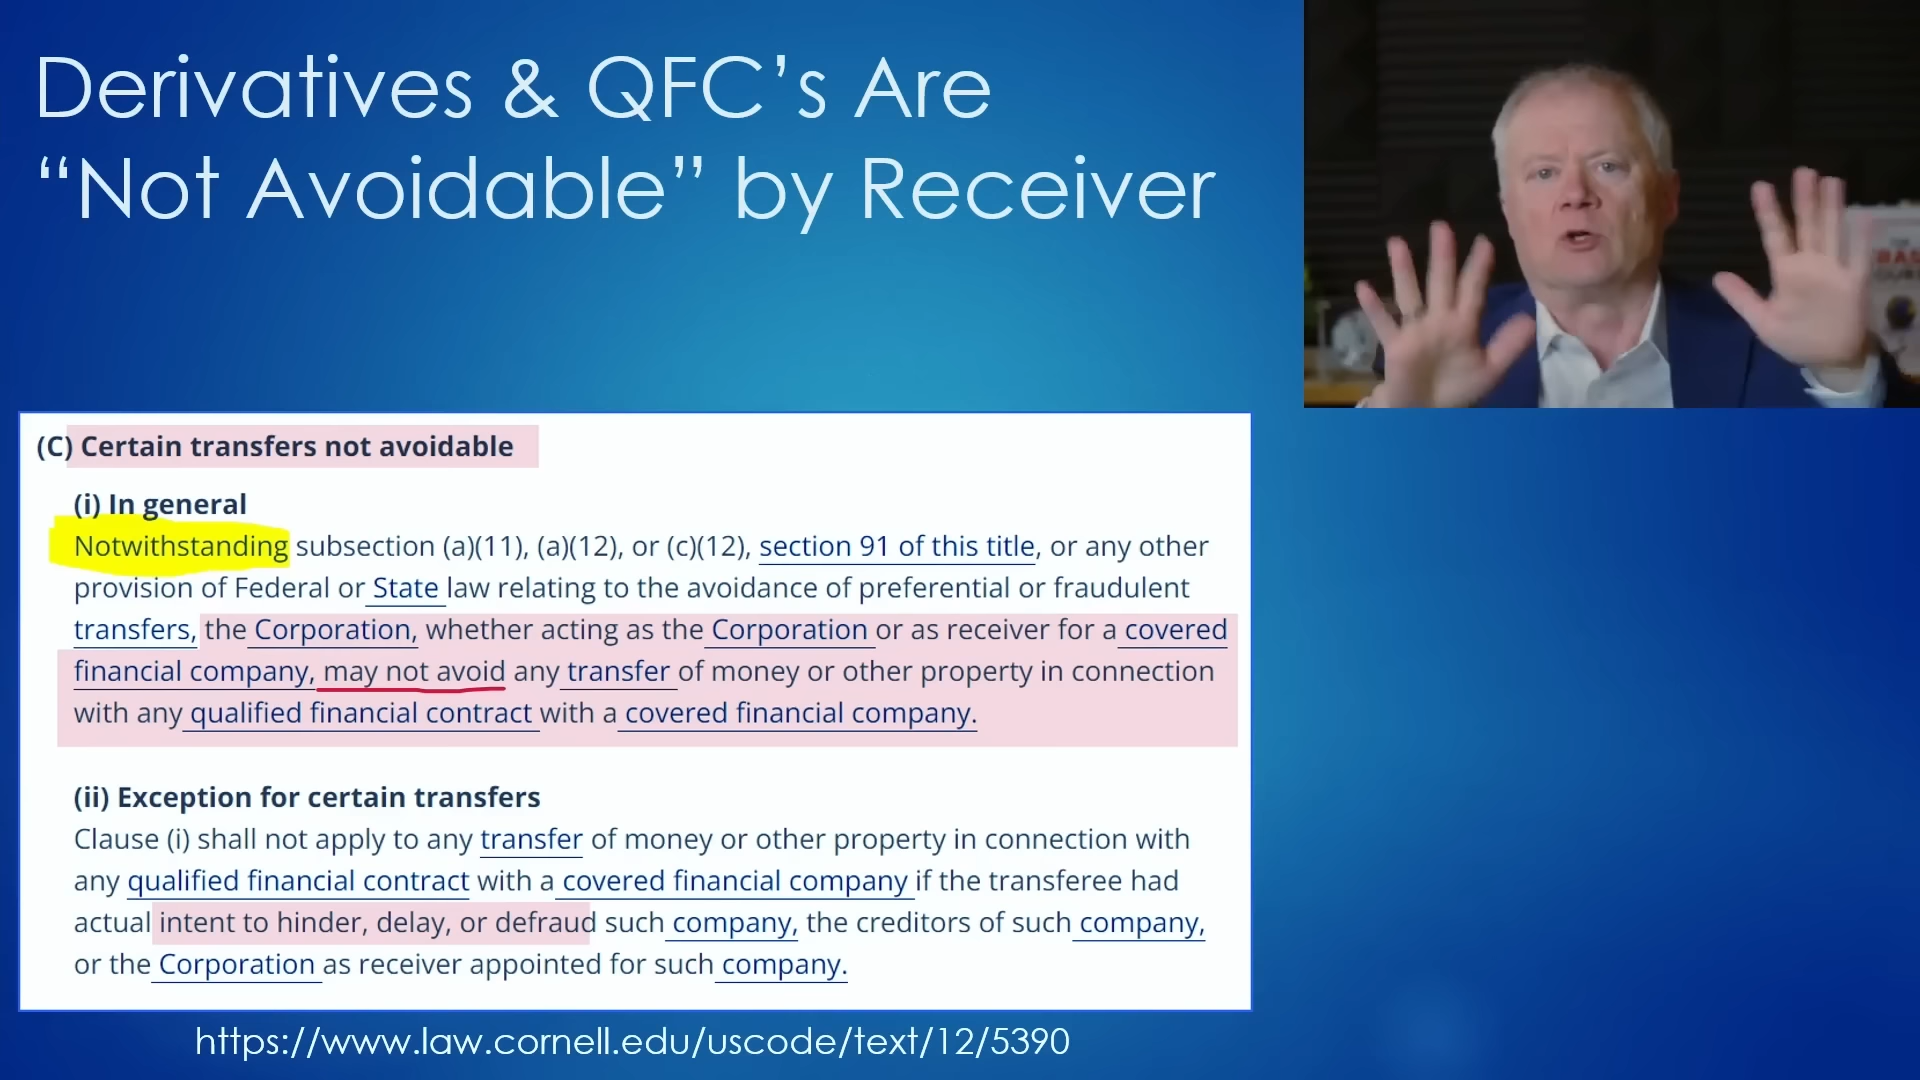 Derivatives & QFC’s Are
“Not Avoidable” by Receiver
(C) Certain transfers not avoidable
(i) In general
Notwithstanding subsection (a)(11), (a)(12), or (c)(12), section 91 of this title, or any other
provision of Federal or State law relating to the avoidance of preferential or fraudulent
transfers, the Corporation, whether acting as the Corporation or as receiver for a covered
financial company, may not avoid any transfer of money or other property in connection
with any qualified financial contract with a covered financial company.
(ii) Exception for certain transfers
Clause (i) shall not apply to any transfer of money or other property in connection with
any qualified financial contract with a covered financial company if the transferee had
actual intent to hinder, delay, or defraud such company, the creditors of such company,
or the Corporation as receiver appointed for such company.
https://www.law.cornell.edu/uscode/text/12/5390